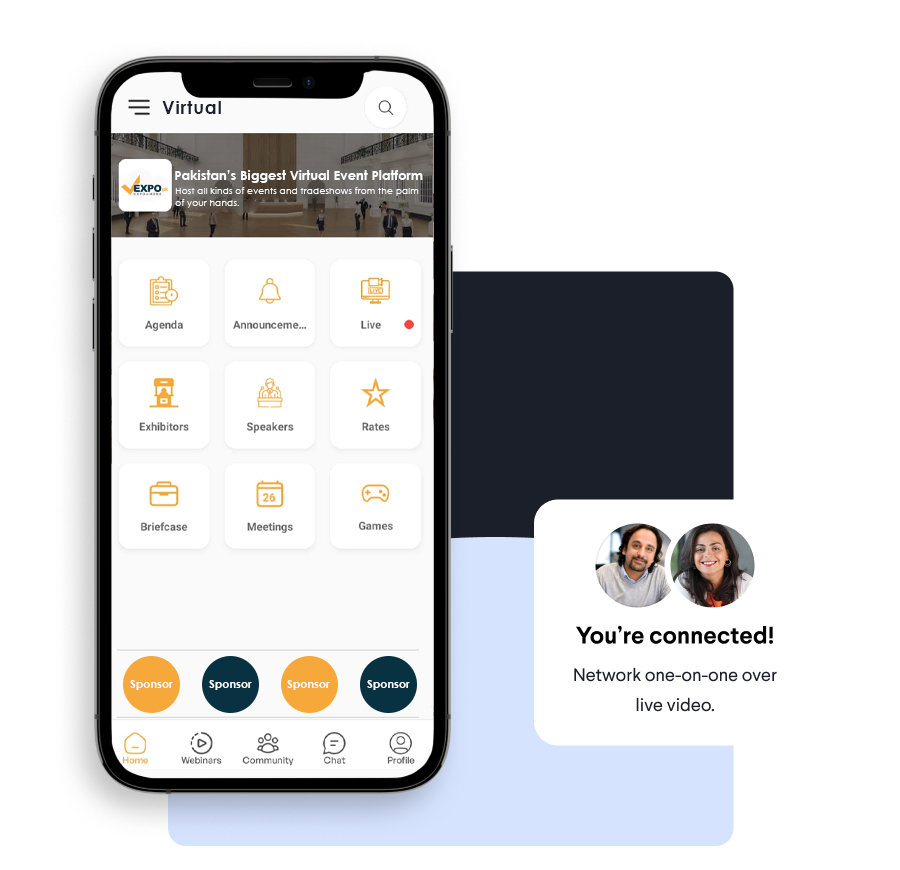 Virtual
VEXPO
Pakistan's Biggest Virtual Event Platform
Host all kinds of events and tradeshows from the palm
of your hands.
Agenda
Announceme...
Live
LIVE
Exhibitors
Speakers
Rates
Briefcase
26
Meetings
Games
Sponsor
Sponsor
Sponsor
Sponsor
Home
Webinars
Community
Chat
Profile
You're connected!
Network one-on-one over
live video.